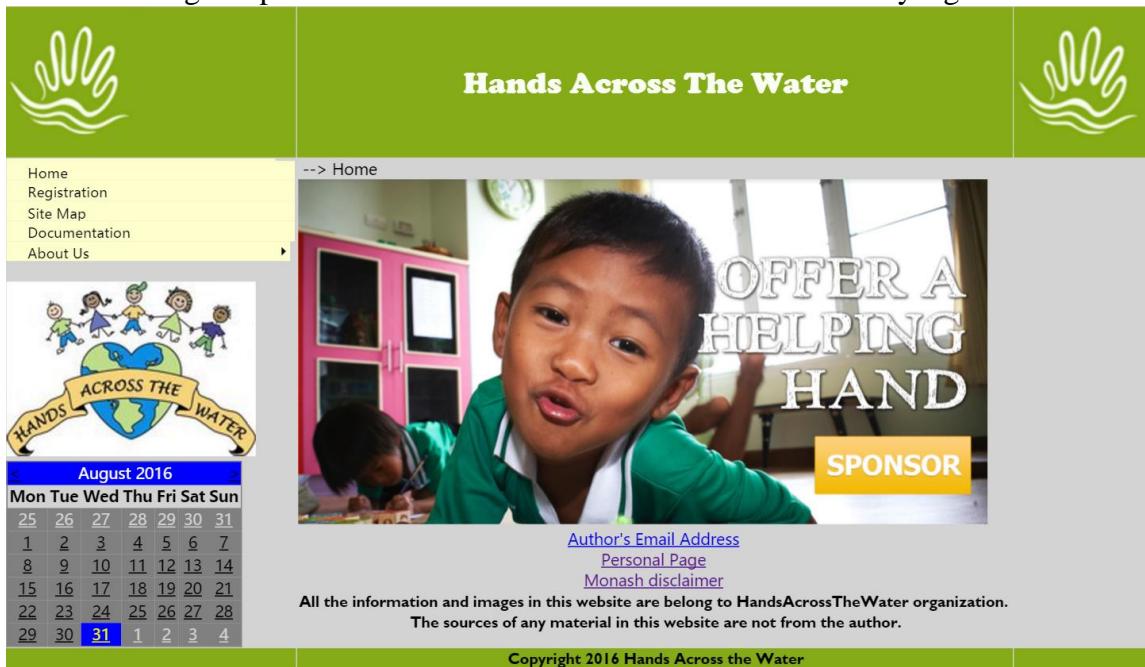 Hands Across The Water
Home
Registration
Site Map
Documentation
About Us
--> Home
OFFER A
HELPING
HAND
SPONSOR
HANDS ACROSS THE WATER
< August 2016 >
Mon Tue Wed Thu Fri Sat Sun
25 26 27 28 29 30 31
1 2 3 4 5 6 7
8 9 10 11 12 13 14
15 16 17 18 19 20 21
22 23 24 25 26 27 28
29 30 31 1 2 3 4
Author's Email Address
Personal Page
Monash disclaimer
All the information and images in this website are belong to HandsAcrossTheWater organization.
The sources of any material in this website are not from the author.
Copyright 2016 Hands Across the Water